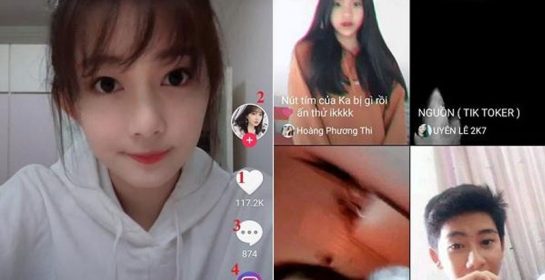 2
1
117.2K
3
874
4
Nút tím của Ka bị gì rồi
ấn thử ikkkk
Hoàng Phương Thi
NGUỒN ( TIK TOKER )
UYÊN LÊ 2K7